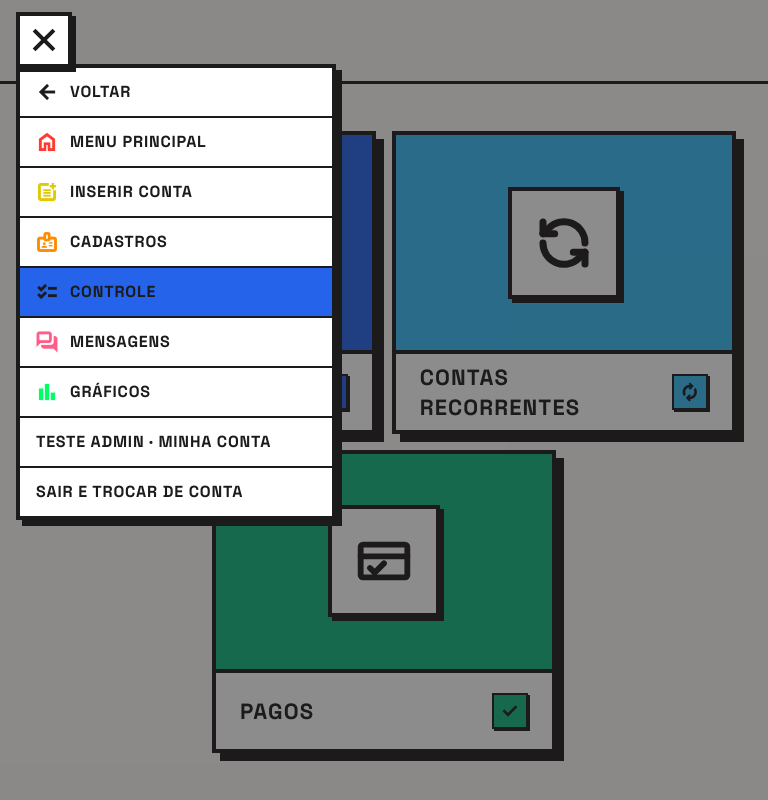 VOLTAR
MENU PRINCIPAL
INSERIR CONTA
CADASTROS
CONTROLE
MENSAGENS
GRÁFICOS
TESTE ADMIN · MINHA CONTA
SAIR E TROCAR DE CONTA
CONTAS
RECORRENTES
PAGOS